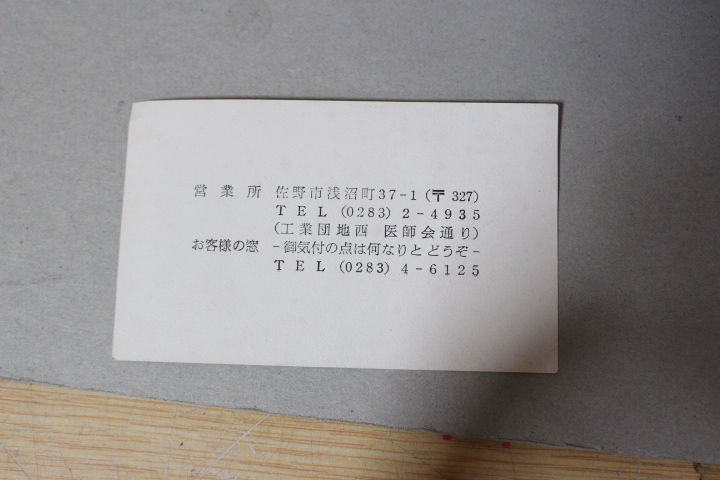 営業所 佐野市浅沼町37-1(〒327)
TEL (0283) 2-4935
(工業団地西 医師会通り)
お客様の窓 -御気付の点は何なりとどうぞ-
TEL (0283) 4-6125